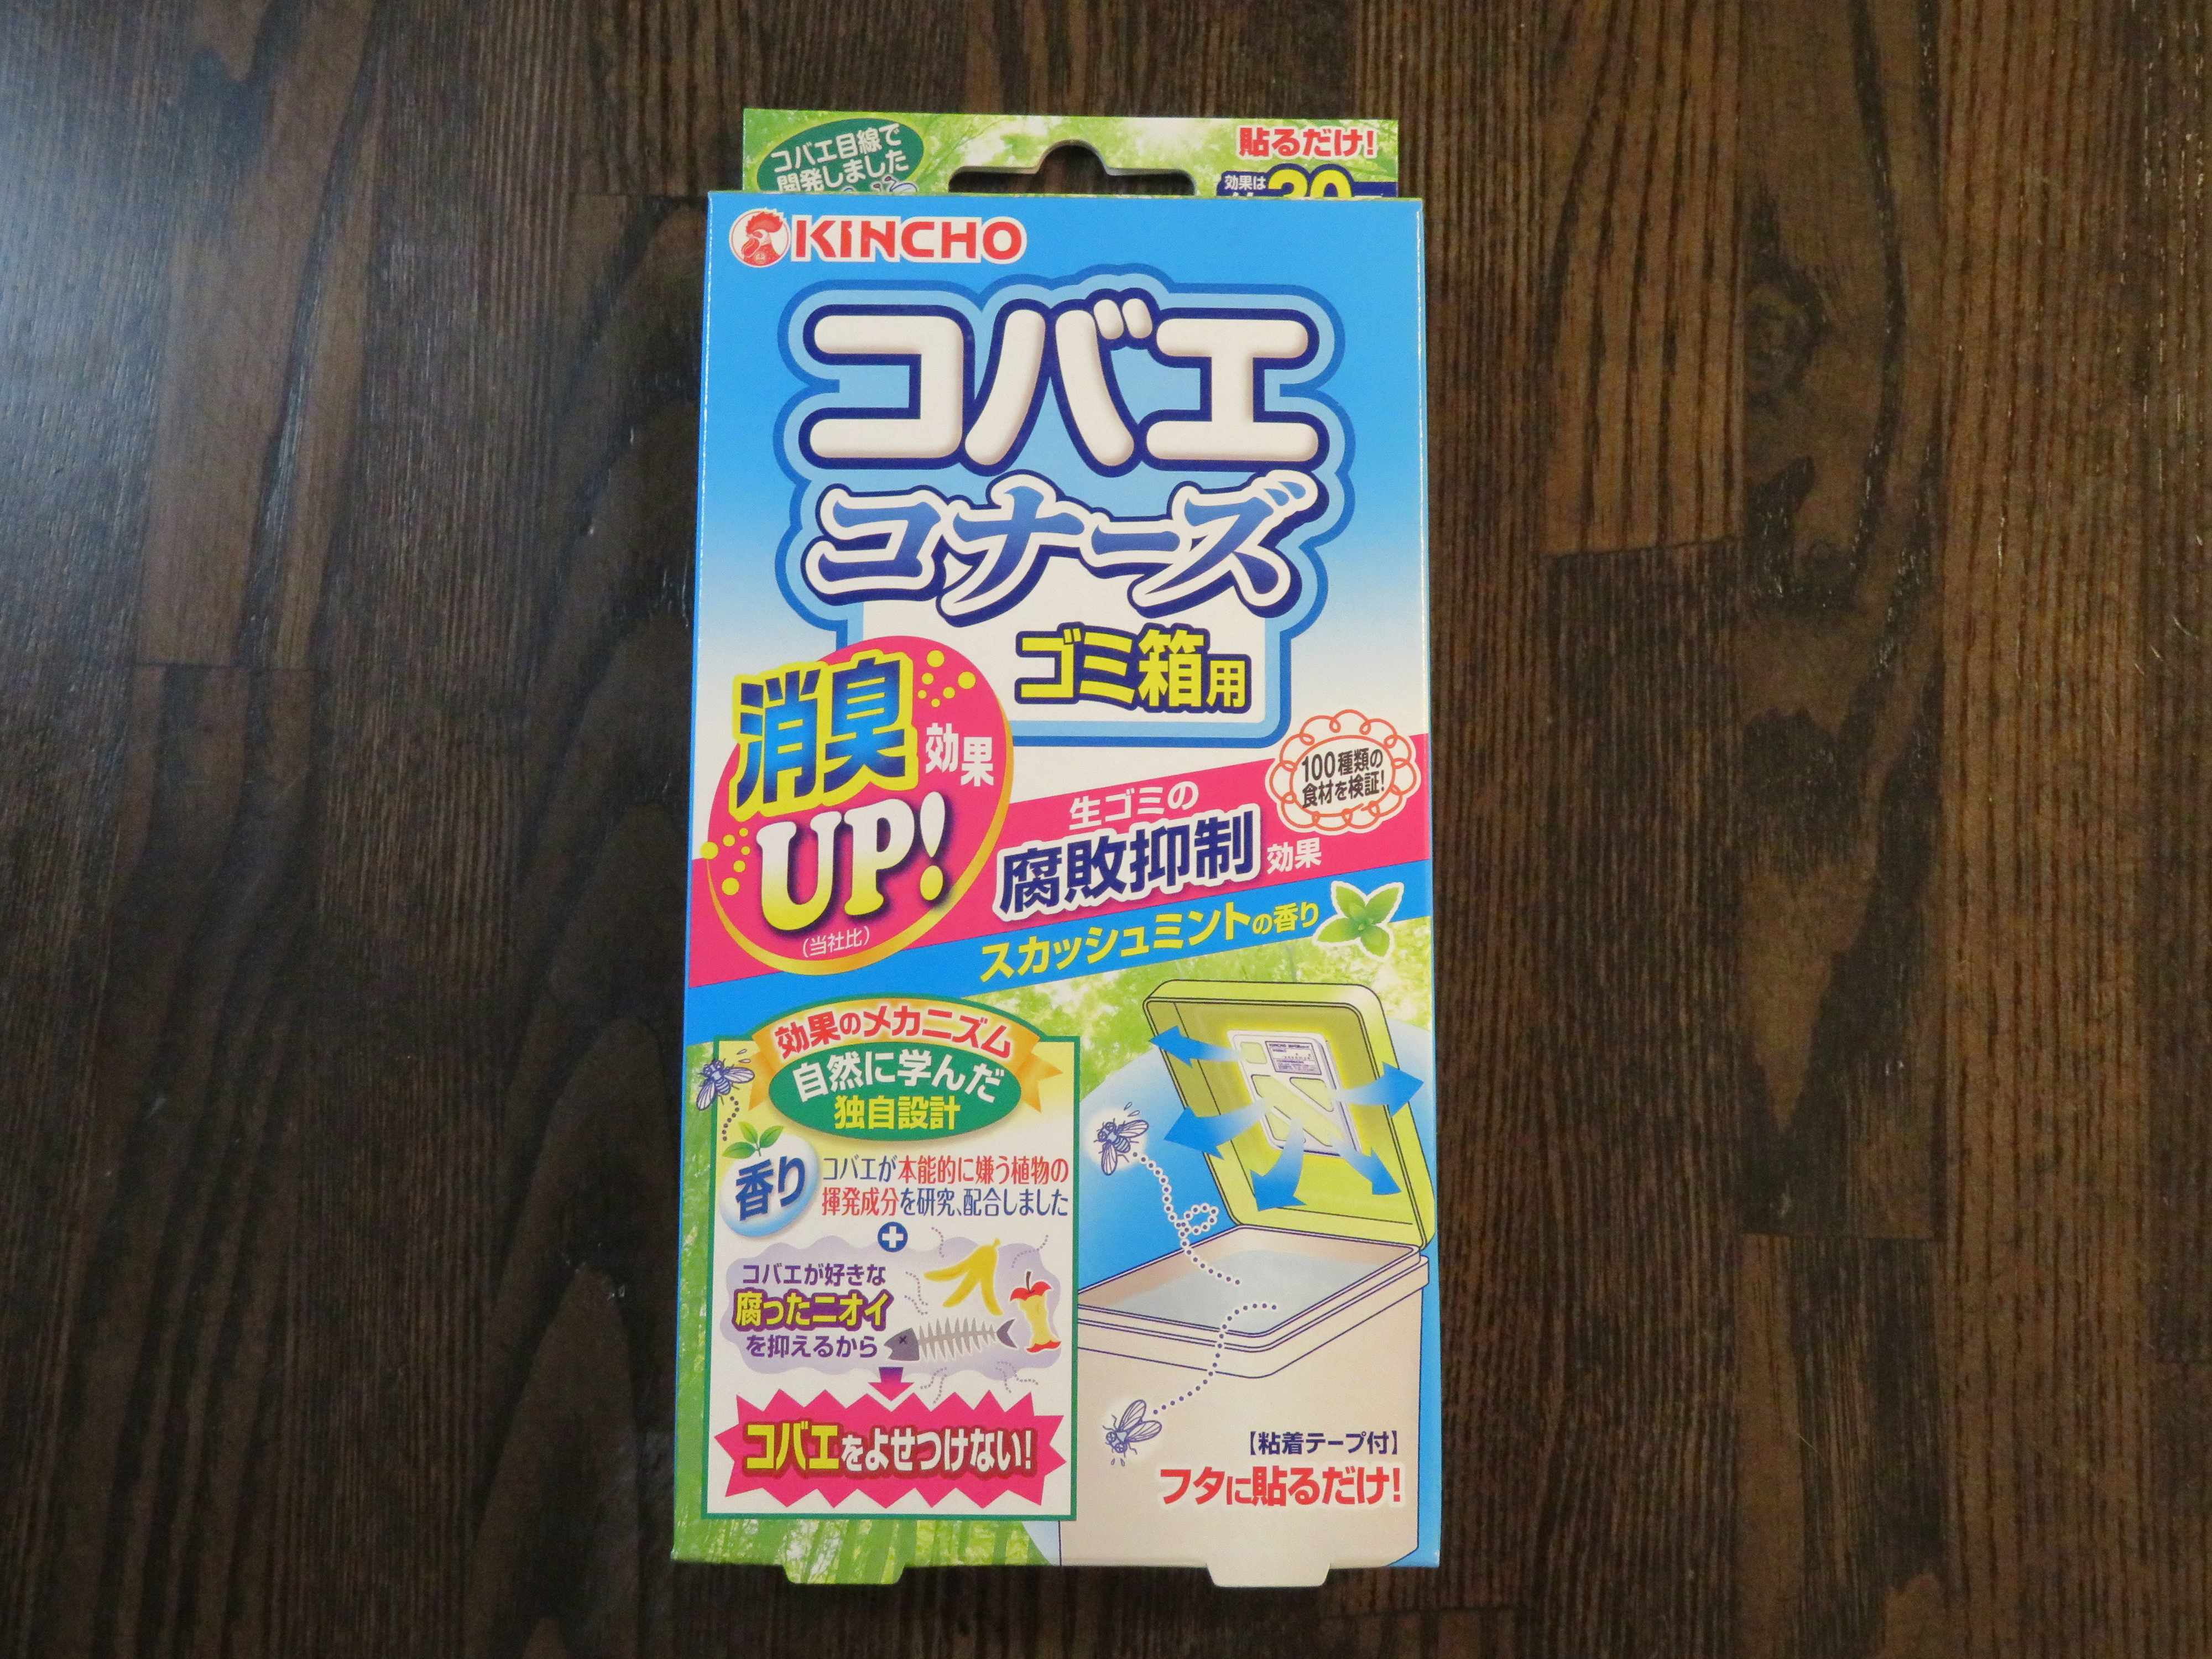 コバエ目線で
開発しました
貼るだけ!
効果は
30
KINCHO
コバエ
コナーズ
ゴミ箱用
消臭効果
UP!
(当社比)
100種類の
食材を検証!
生ゴミの
腐敗抑制効果
スカッシュミントの香り
効果のメカニズム
自然に学んだ
独自設計
香り
コバエが本能的に嫌う植物の
揮発成分を研究、配合しました
+
コバエが好きな
腐ったニオイ
を抑えるから
コバエをよせつけない!
KINCHO
【粘着テープ付】
フタに貼るだけ!